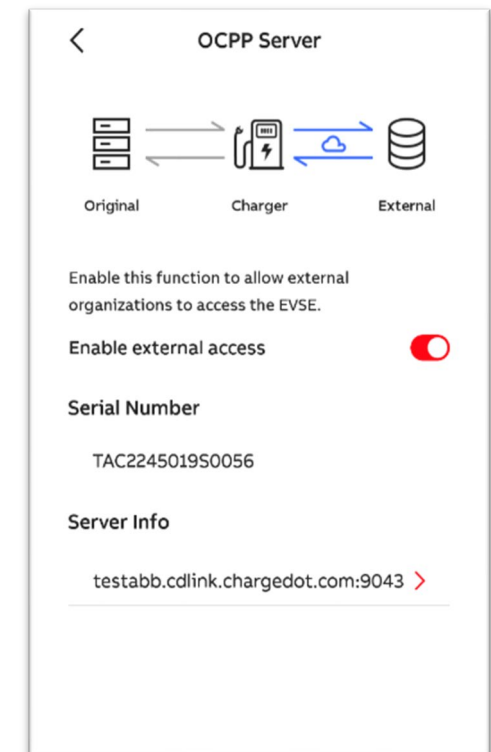 OCPP Server
Original
Charger
External
Enable this function to allow external
organizations to access the EVSE.
Enable external access
Serial Number
TAC2245019S0056
Server Info
testabb.cdlink.chargedot.com:9043